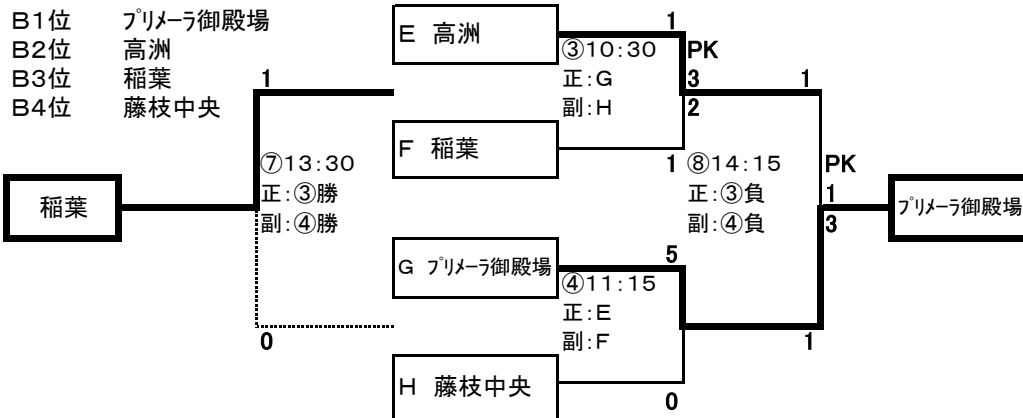 B1位 プリメーラ御殿場
B2位 高洲
B3位 稲葉
B4位 藤枝中央
E 高洲
1
③10:30
正:G
副:H
PK
3
2
1
F 稲葉
1
1
⑦13:30
正:③勝
副:④勝
0
稲葉
⑧14:15
正:③負
副:④負
PK
1
3
プリメーラ御殿場
G プリメーラ御殿場
5
④11:15
正:E
副:F
1
H 藤枝中央
0